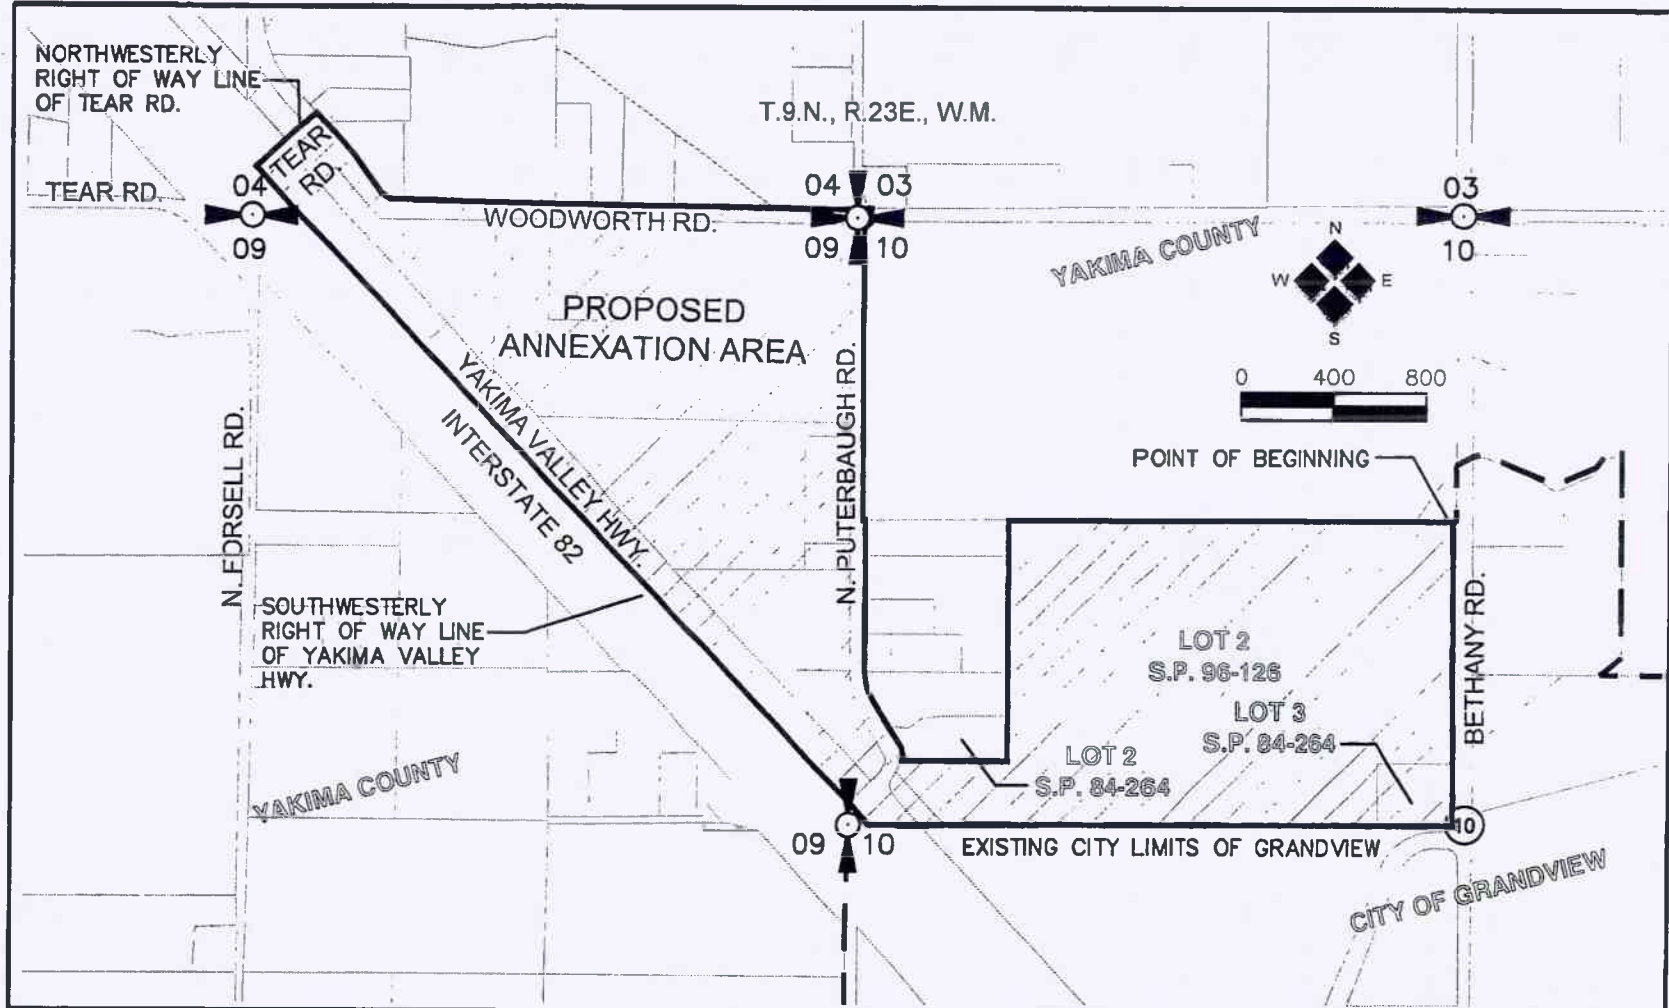 NORTHWESTERLY
RIGHT OF WAY LINE
OF TEAR RD.
T.9.N., R.23E., W.M.
TEAR
RD.
TEAR RD.
04
09
WOODWORTH RD.
04 03
09 10
03
10
YAKIMA COUNTY
N
W E
S
PROPOSED
ANNEXATION AREA
0 400 800
YAKIMA VALLEY HWY.
INTERSTATE 82
N. PUTERBAUGH RD.
N. FORSELL RD.
POINT OF BEGINNING
BETHANY RD.
SOUTHWESTERLY
RIGHT OF WAY LINE
OF YAKIMA VALLEY
HWY.
LOT 2
S.P. 96-126
LOT 3
S.P. 84-264
LOT 2
S.P. 84-264
YAKIMA COUNTY
09 10
10
EXISTING CITY LIMITS OF GRANDVIEW
CITY OF GRANDVIEW